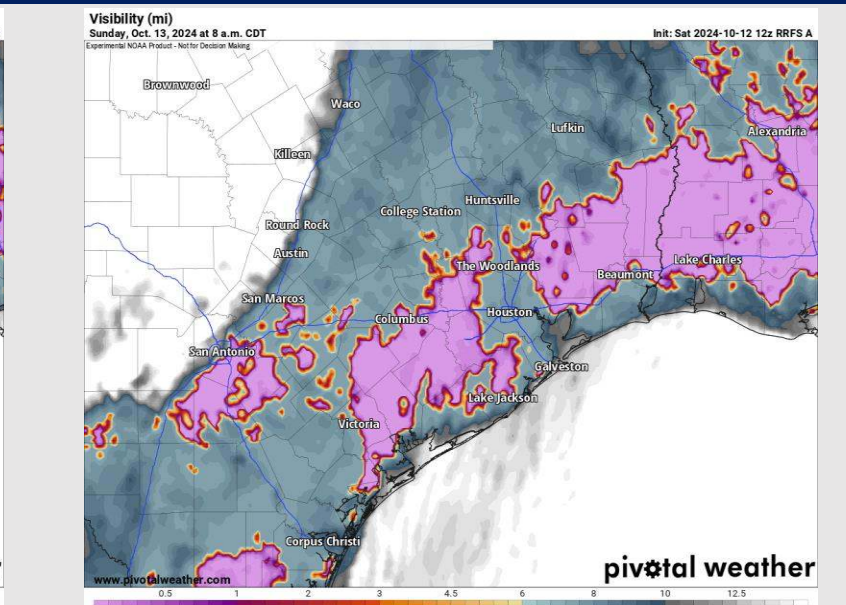 Visibility (mi)
Sunday, Oct. 13, 2024 at 8 a.m. CDT
Init: Sat 2024-10-12 12z RRFS A
Experimental NOAA Product - Not for Decision Making
Brownwood
Waco
Lufkin
Alexandria
Killeen
Huntsville
College Station
Round Rock
Austin
The Woodlands
Lake Charles
Beaumont
San Marcos
Columbus
Houston
San Antonio
Galveston
Lake Jackson
Victoria
Corpus Christi
www.pivotalweather.com
pivotal weather
0.5 1 2 3 4.5 6 8 10 12.5